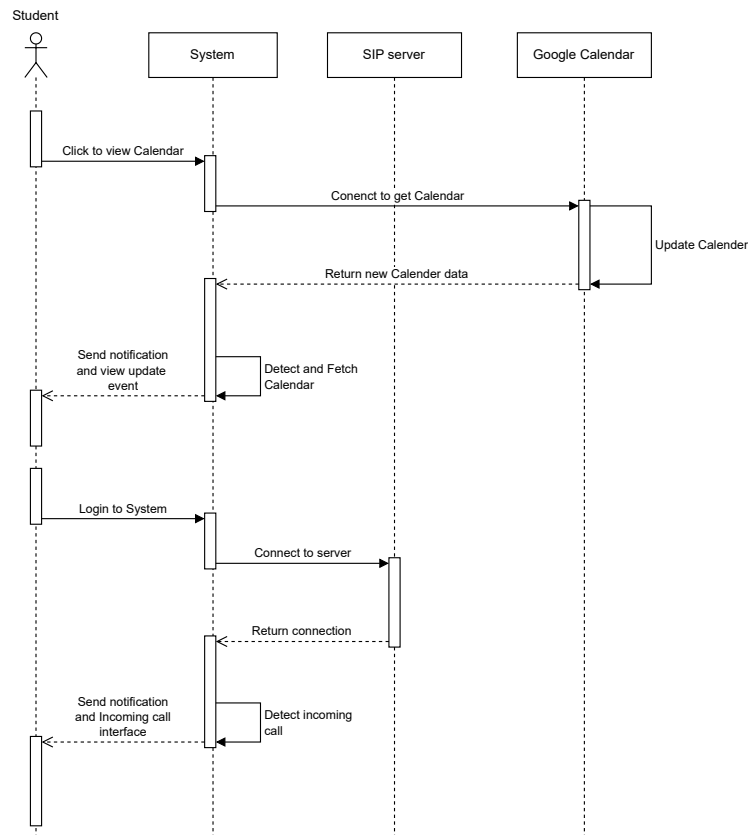 Student
System
SIP server
Google Calendar
Click to view Calendar
Conenct to get Calendar
Update Calender
Return new Calender data
Send notification
and view update
event
Detect and Fetch
Calendar
Login to System
Connect to server
Return connection
Send notification
and Incoming call
interface
Detect incoming
call